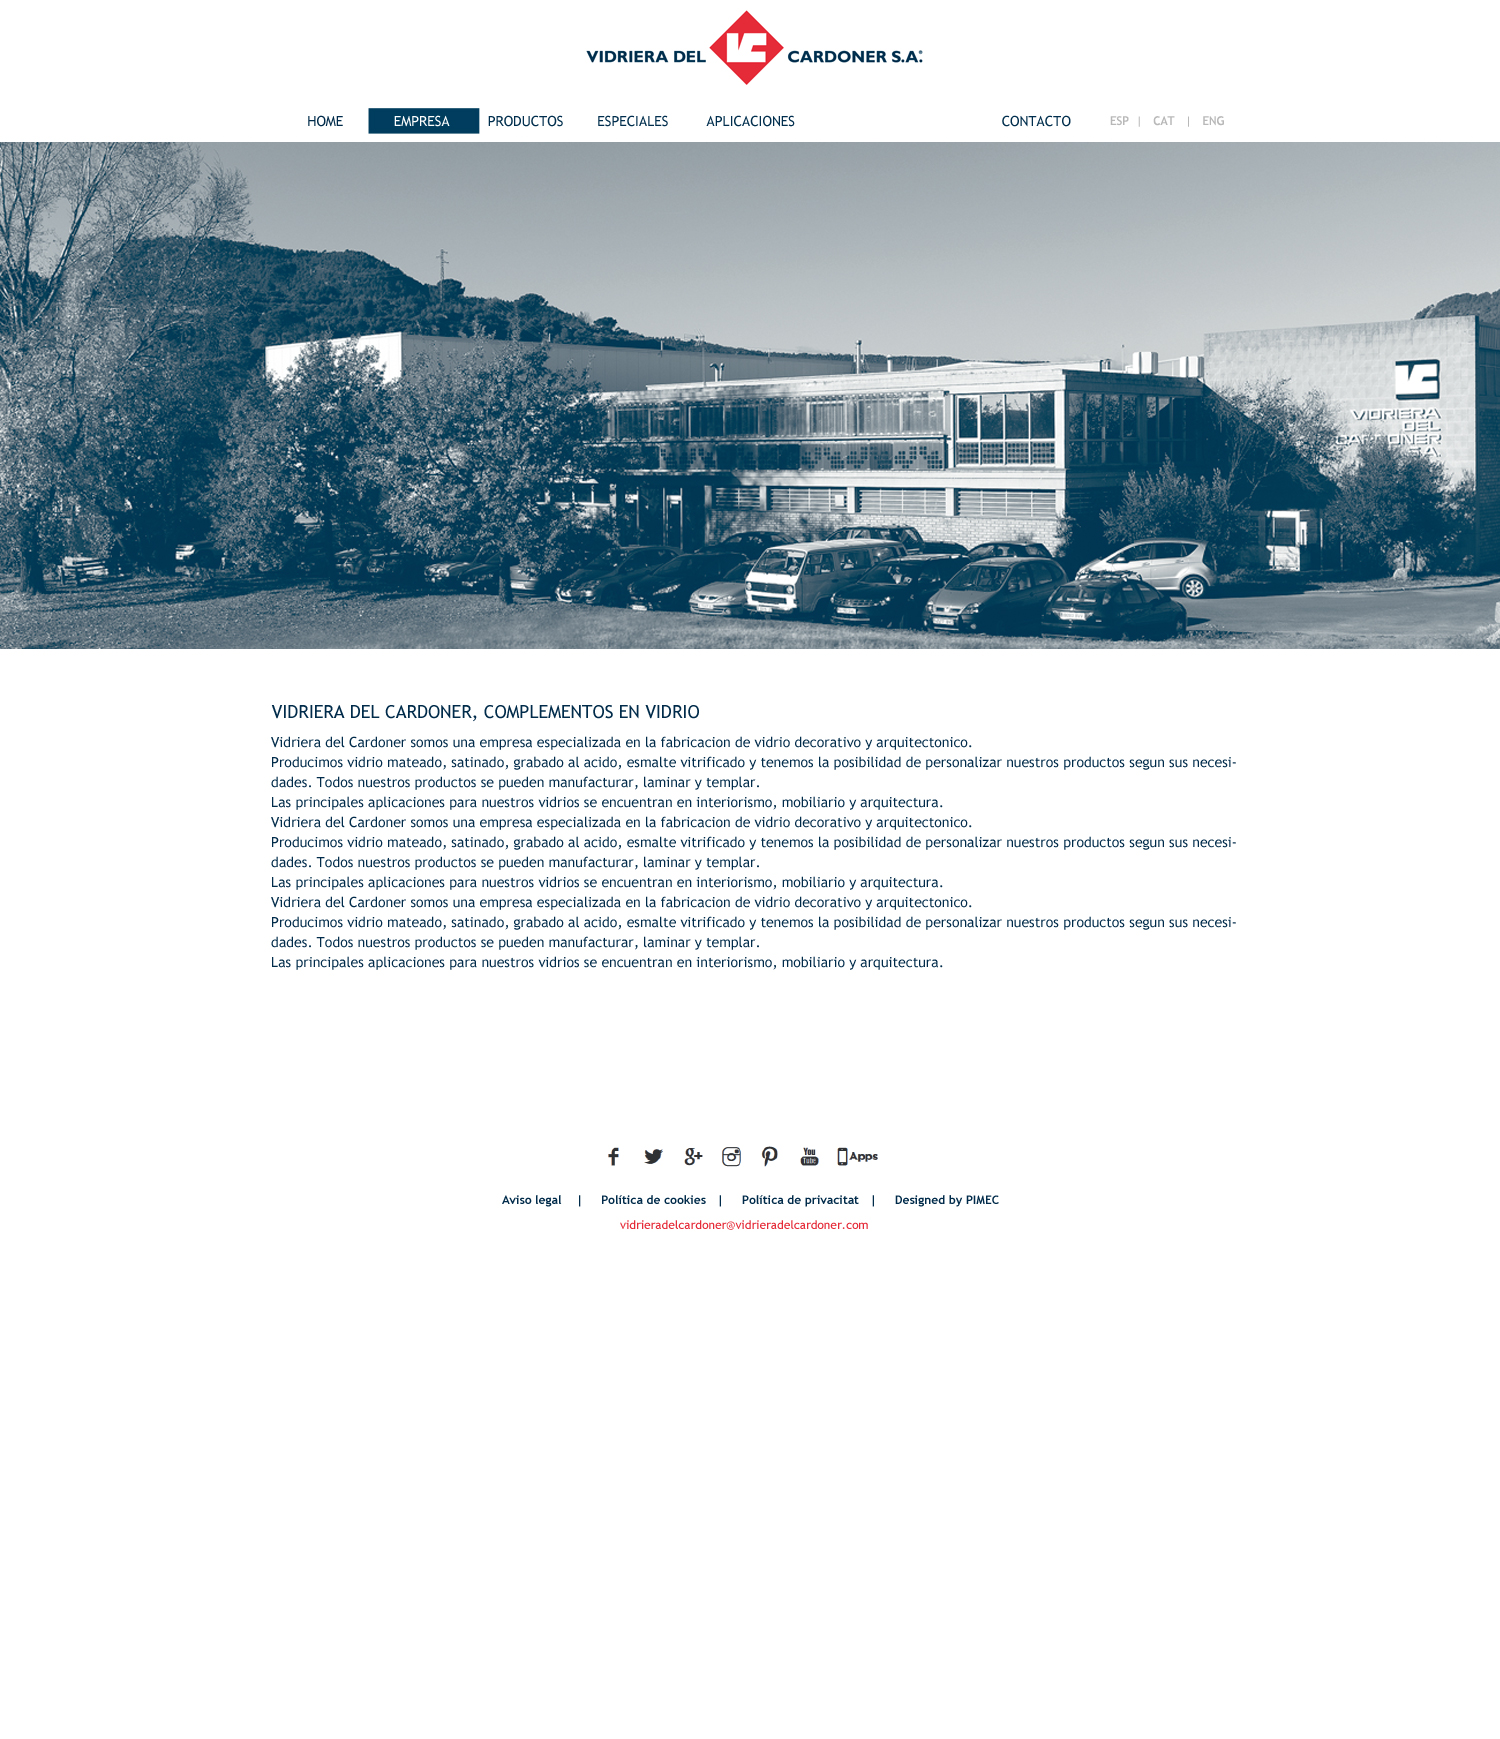 VIDRIERA DEL VC CARDONER S.A.
HOME EMPRESA PRODUCTOS ESPECIALES APLICACIONES CONTACTO ESP | CAT | ENG
VC
VIDRIERA
DEL
CARDONER
S.A.
VIDRIERA DEL CARDONER, COMPLEMENTOS EN VIDRIO
Vidriera del Cardoner somos una empresa especializada en la fabricacion de vidrio decorativo y arquitectonico.
Producimos vidrio mateado, satinado, grabado al acido, esmalte vitrificado y tenemos la posibilidad de personalizar nuestros productos segun sus necesi-
dades. Todos nuestros productos se pueden manufacturar, laminar y templar.
Las principales aplicaciones para nuestros vidrios se encuentran en interiorismo, mobiliario y arquitectura.
Vidriera del Cardoner somos una empresa especializada en la fabricacion de vidrio decorativo y arquitectonico.
Producimos vidrio mateado, satinado, grabado al acido, esmalte vitrificado y tenemos la posibilidad de personalizar nuestros productos segun sus necesi-
dades. Todos nuestros productos se pueden manufacturar, laminar y templar.
Las principales aplicaciones para nuestros vidrios se encuentran en interiorismo, mobiliario y arquitectura.
Vidriera del Cardoner somos una empresa especializada en la fabricacion de vidrio decorativo y arquitectonico.
Producimos vidrio mateado, satinado, grabado al acido, esmalte vitrificado y tenemos la posibilidad de personalizar nuestros productos segun sus necesi-
dades. Todos nuestros productos se pueden manufacturar, laminar y templar.
Las principales aplicaciones para nuestros vidrios se encuentran en interiorismo, mobiliario y arquitectura.
You Tube Apps
Aviso legal | Política de cookies | Política de privacitat | Designed by PIMEC
vidrieradelcardoner@vidrieradelcardoner.com